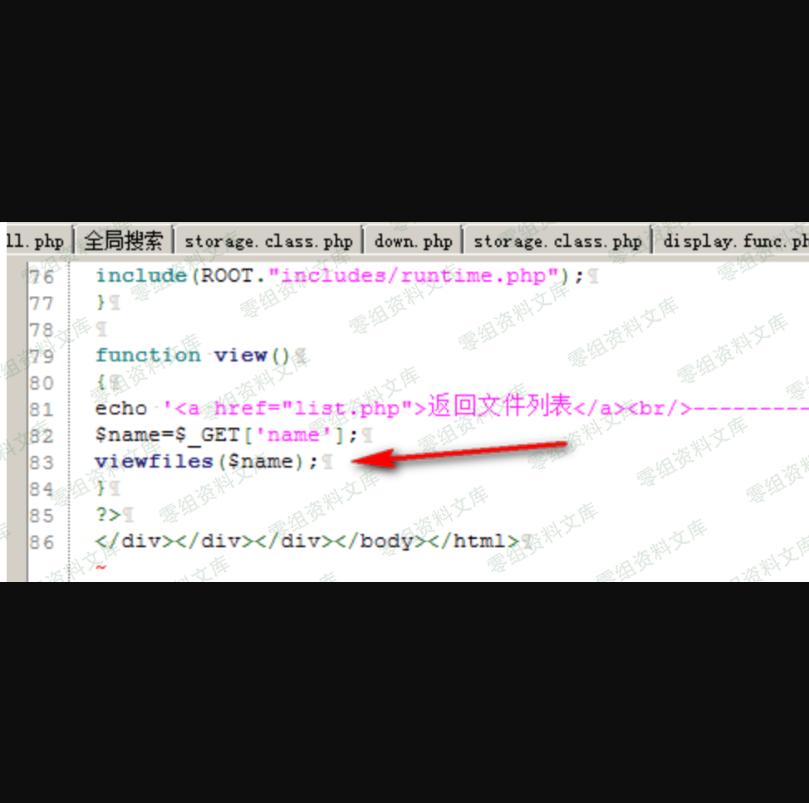 ll.php 全局搜索 storage.class.php down.php storage.class.php display.func.ph
76 include(ROOT."includes/runtime.php");¶
77 }¶
78 ¶
79 function view()¶
80 {¶
81 echo '<a href="list.php">返回文件列表</a><br/>----------
82 $name=$_GET['name'];¶
83 viewfiles($name);¶
84 }¶
85 ?>¶
86 </div></div></div></body></html>¶
~
零组资料文库